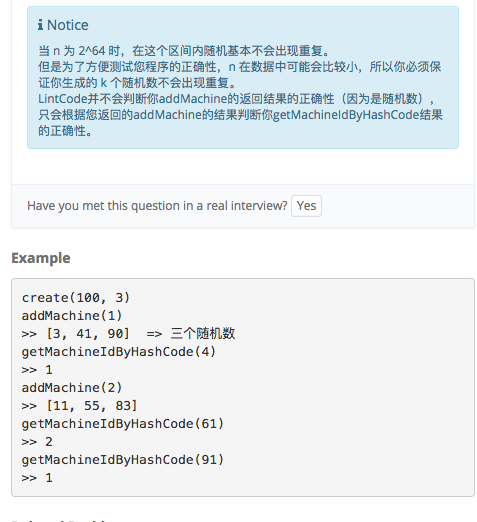 Notice
当 n 为 2^64 时，在这个区间内随机基本不会出现重复。
但是为了方便测试您程序的正确性，n 在数据中可能会比较小，所以你必须保
证你生成的 k 个随机数不会出现重复。
LintCode并不会判断你addMachine的返回结果的正确性（因为是随机数），
只会根据您返回的addMachine的结果判断你getMachineIdByHashCode结果
的正确性。
Have you met this question in a real interview? Yes
Example
create(100, 3)
addMachine(1)
>> [3, 41, 90]  => 三个随机数
getMachineIdByHashCode(4)
>> 1
addMachine(2)
>> [11, 55, 83]
getMachineIdByHashCode(61)
>> 2
getMachineIdByHashCode(91)
>> 1